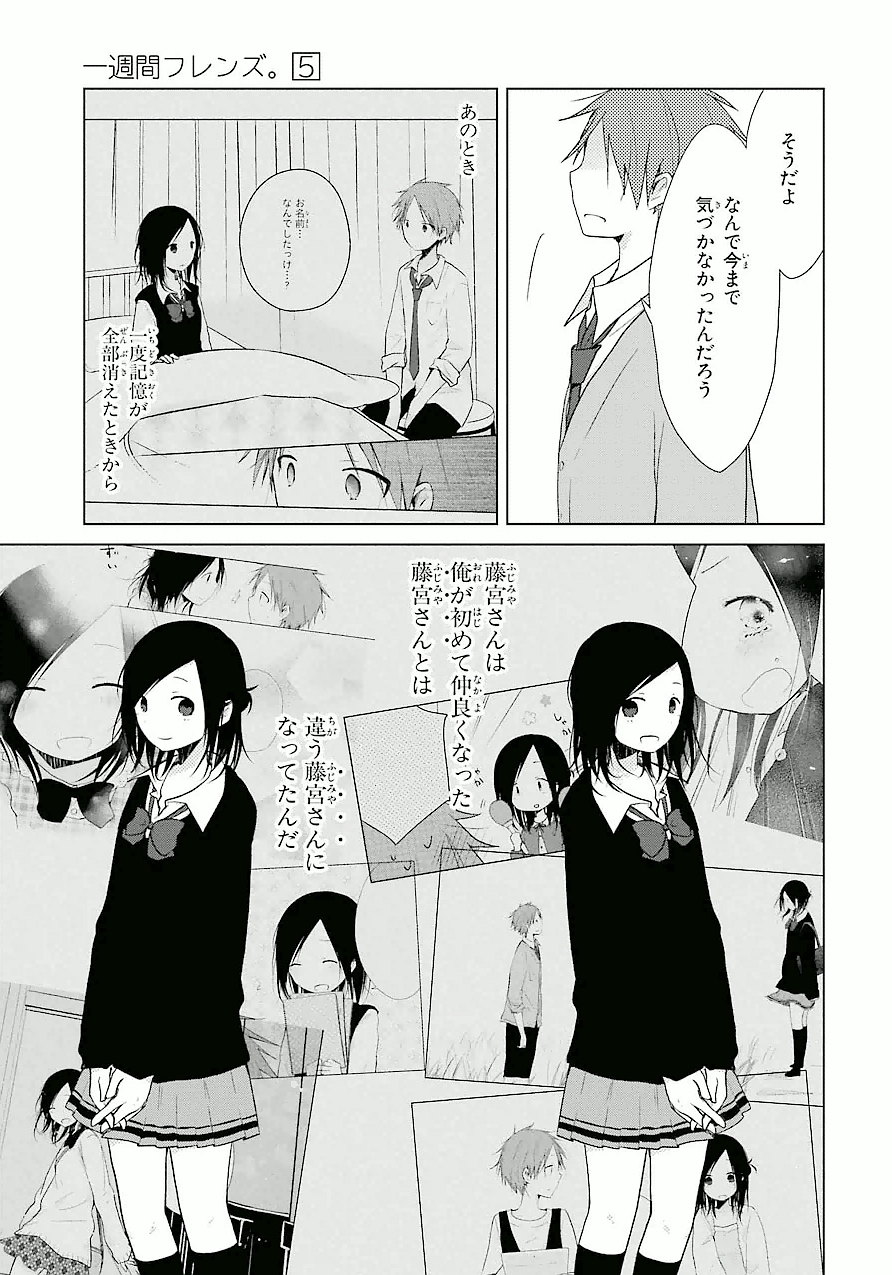 一週間フレンズ。5
そうだよ
なんで今まで
気づかなかったんだろう
あのとき
お名前…
なんでしたっけ…?
一度記憶が
全部消えたときから
藤宮さんは
俺が初めて仲良くなった
藤宮さんとは
違う藤宮さんに
なってたんだ